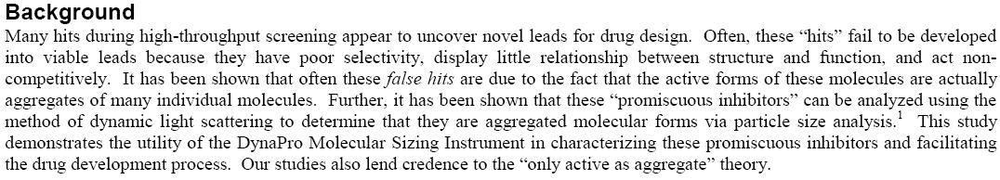 Background
Many hits during high-throughput screening appear to uncover novel leads for drug design.  Often, these “hits” fail to be developed
into viable leads because they have poor selectivity, display little relationship between structure and function, and act non-
competitively.  It has been shown that often these false hits are due to the fact that the active forms of these molecules are actually
aggregates of many individual molecules.  Further, it has been shown that these “promiscuous inhibitors” can be analyzed using the
method of dynamic light scattering to determine that they are aggregated molecular forms via particle size analysis.¹  This study
demonstrates the utility of the DynaPro Molecular Sizing Instrument in characterizing these promiscuous inhibitors and facilitating
the drug development process.  Our studies also lend credence to the “only active as aggregate” theory.